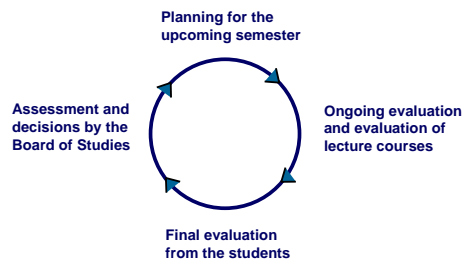 Planning for the
upcoming semester
Ongoing evaluation
and evaluation of
lecture courses
Final evaluation
from the students
Assessment and
decisions by the
Board of Studies